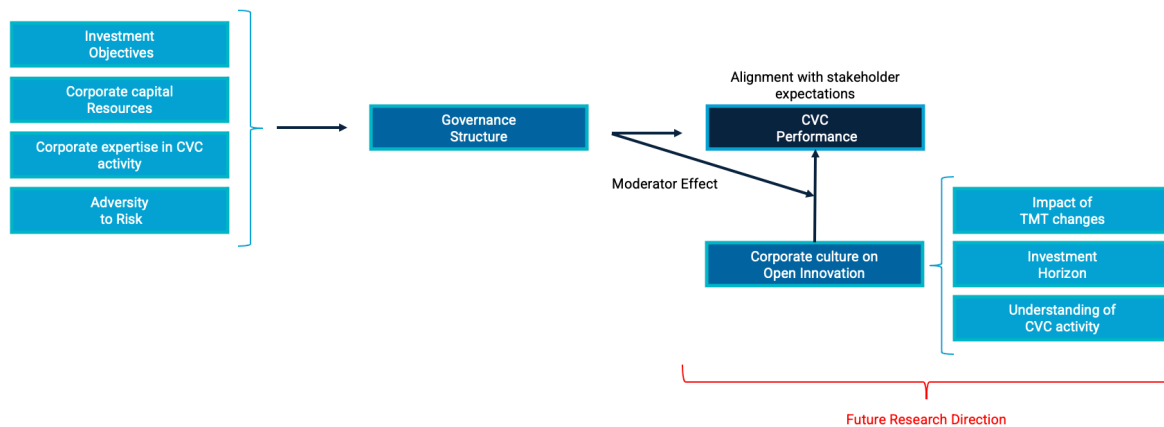 Investment
Objectives
Corporate capital
Resources
Corporate expertise in CVC
activity
Adversity
to Risk
Governance
Structure
Alignment with stakeholder
expectations
CVC
Performance
Moderator Effect
Corporate culture on
Open Innovation
Impact of
TMT changes
Investment
Horizon
Understanding of
CVC activity
Future Research Direction